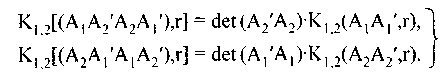 K₁,₂[(A₁A₂′A₂A₁′),r] = det (A₂′A₂)·K₁,₂(A₁A₁′,r),
K₁,₂[(A₂A₁′A₁A₂′),r] = det (A₁′A₁)·K₁,₂(A₂A₂′,r).